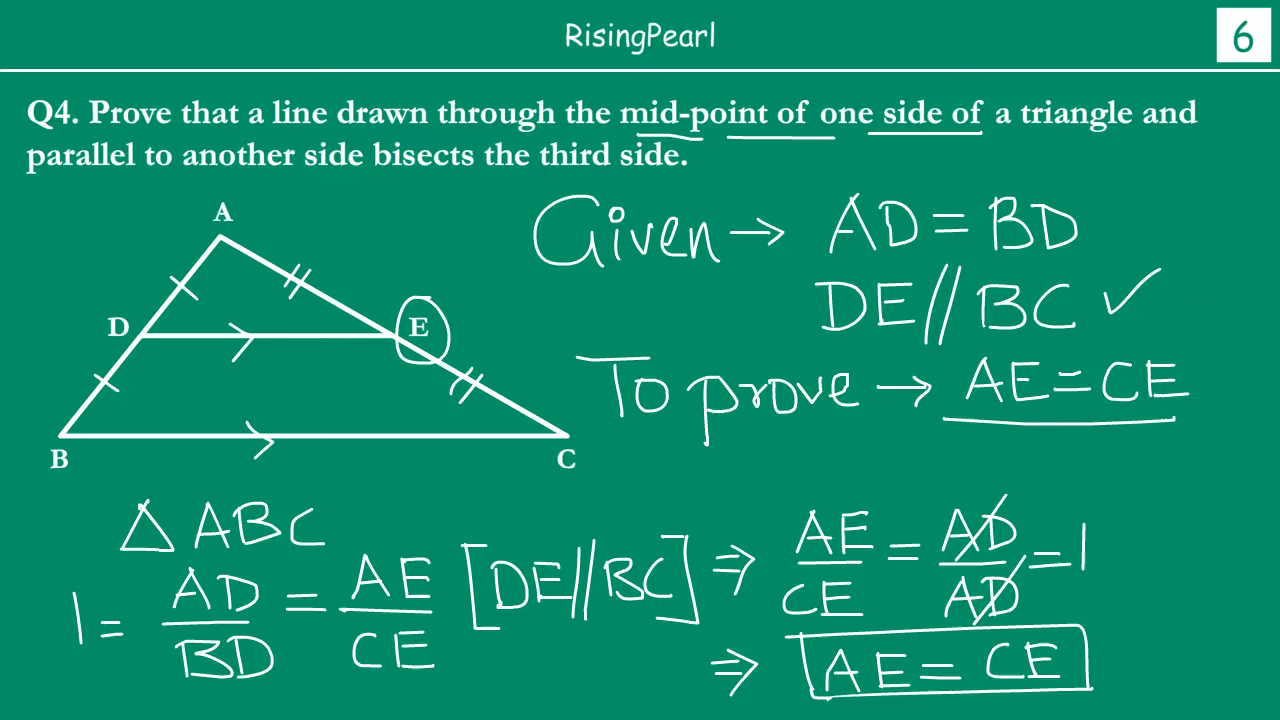 RisingPearl
6
Q4. Prove that a line drawn through the mid-point of one side of a triangle and
parallel to another side bisects the third side.
A
D
E
B
C
Given → AD = BD
DE // BC ✓
To prove → AE = CE
△ ABC
1 = AD/BD = AE/CE [DE // BC] ⇒ AE/CE = AD/AD = 1
⇒ AE = CE